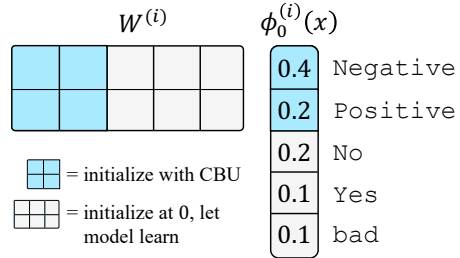 W^{(i)}
ϕ_0^{(i)}(x)
0.4 Negative
0.2 Positive
0.2 No
0.1 Yes
0.1 bad
= initialize with CBU
= initialize at 0, let
model learn